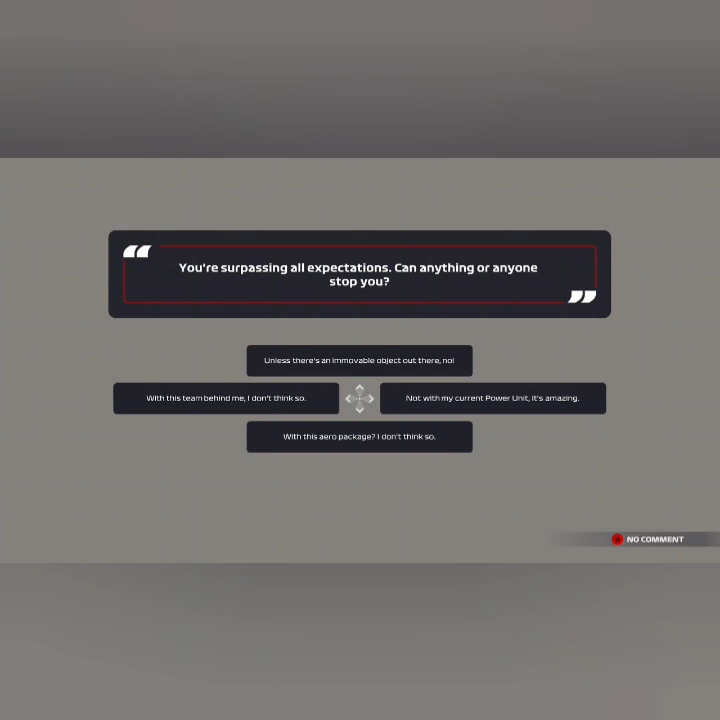 You're surpassing all expectations. Can anything or anyone
stop you?
Unless there's an immovable object out there, no!
With this team behind me, I don't think so.
Not with my current Power Unit, it's amazing.
With this aero package? I don't think so.
NO COMMENT